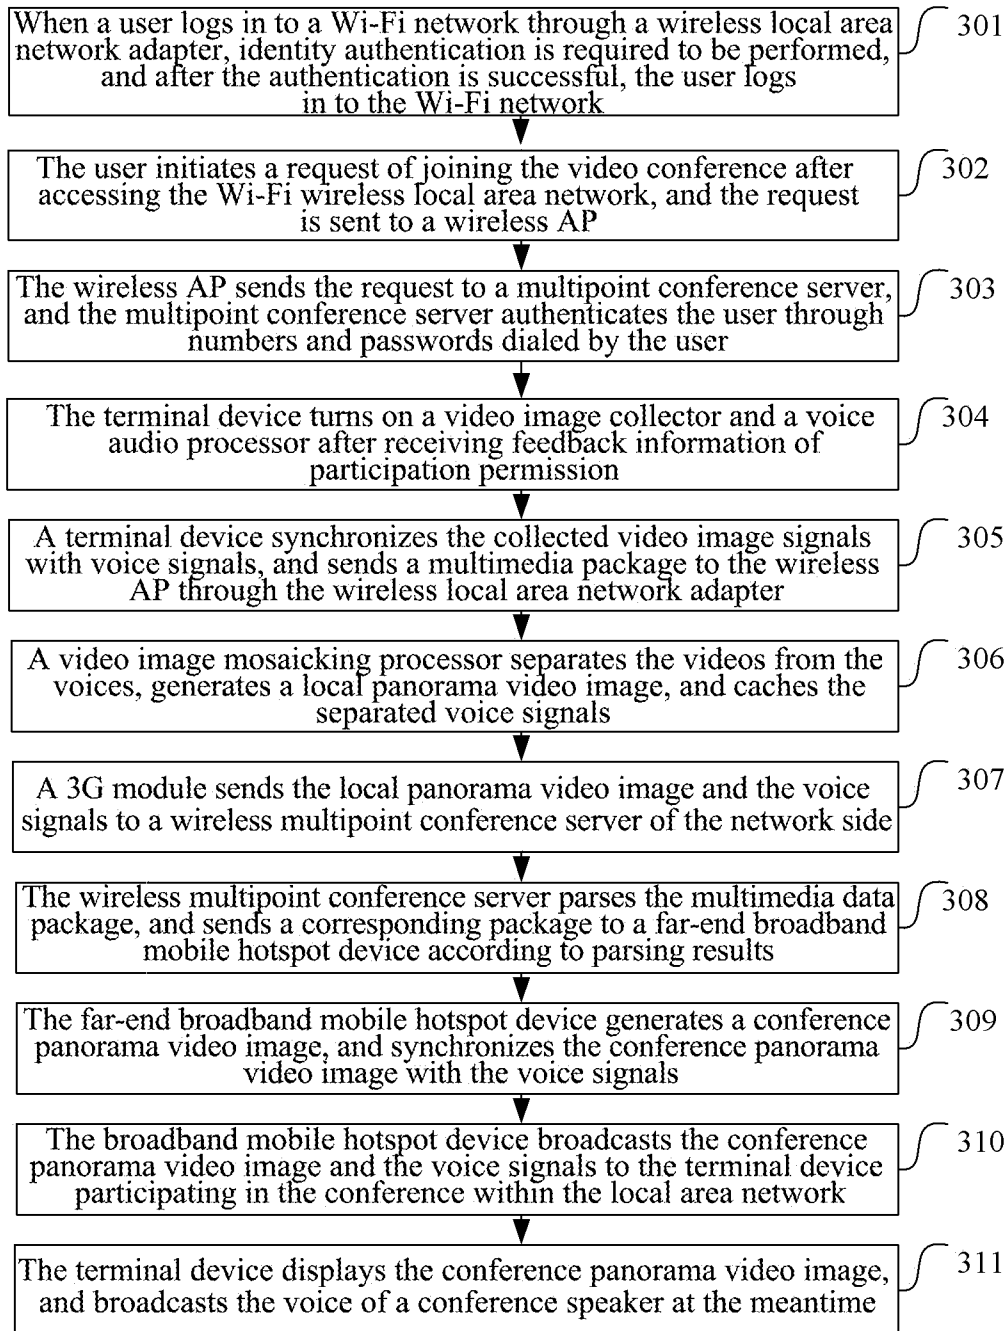 When a user logs in to a Wi-Fi network through a wireless local area
network adapter, identity authentication is required to be performed,
and after the authentication is successful, the user logs
in to the Wi-Fi network
301
The user initiates a request of joining the video conference after
accessing the Wi-Fi wireless local area network, and the request
is sent to a wireless AP
302
The wireless AP sends the request to a multipoint conference server,
and the multipoint conference server authenticates the user through
numbers and passwords dialed by the user
303
The terminal device turns on a video image collector and a voice
audio processor after receiving feedback information of
participation permission
304
A terminal device synchronizes the collected video image signals
with voice signals, and sends a multimedia package to the wireless
AP through the wireless local area network adapter
305
A video image mosaicking processor separates the videos from the
voices, generates a local panorama video image, and caches the
separated voice signals
306
A 3G module sends the local panorama video image and the voice
signals to a wireless multipoint conference server of the network side
307
The wireless multipoint conference server parses the multimedia data
package, and sends a corresponding package to a far-end broadband
mobile hotspot device according to parsing results
308
The far-end broadband mobile hotspot device generates a conference
panorama video image, and synchronizes the conference panorama
video image with the voice signals
309
The broadband mobile hotspot device broadcasts the conference
panorama video image and the voice signals to the terminal device
participating in the conference within the local area network
310
The terminal device displays the conference panorama video image,
and broadcasts the voice of a conference speaker at the meantime
311